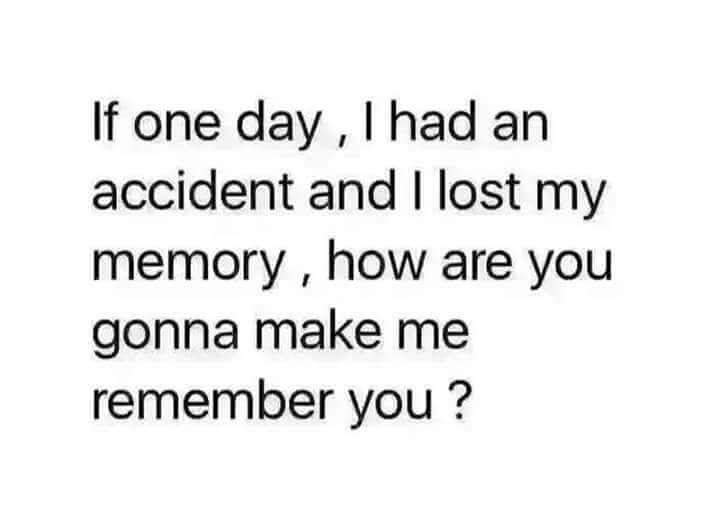 If one day , I had an
accident and I lost my
memory , how are you
gonna make me
remember you ?